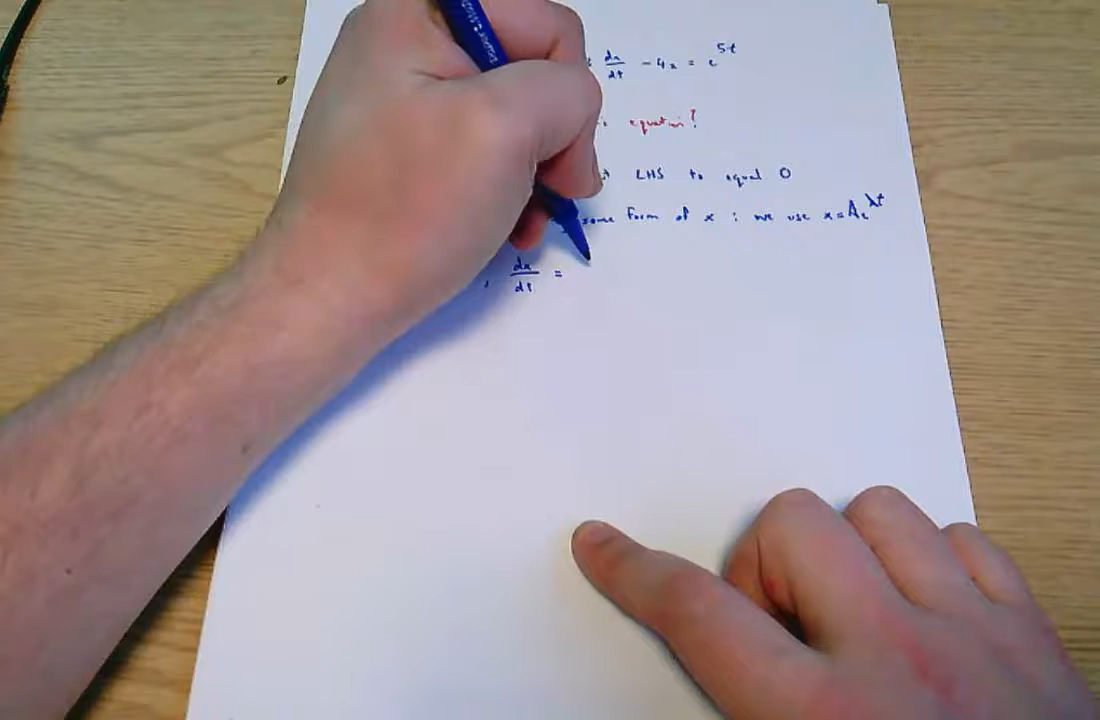 dx/dt - 4x = e^5t
equation?
LHS to equal 0
some form of x : we use x = Ae^λt
, dx/dt =